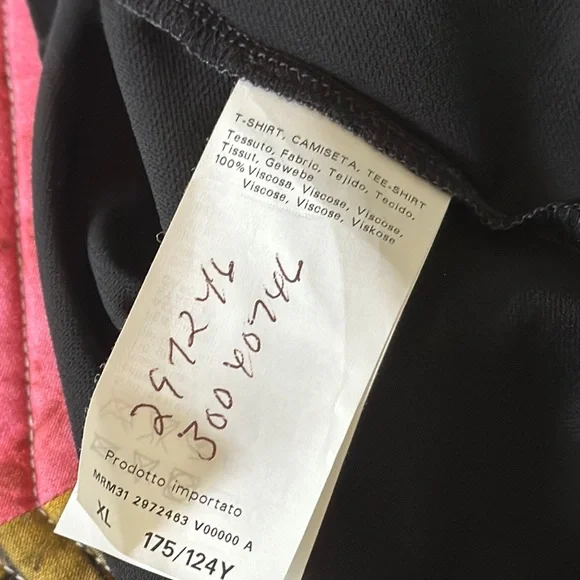 T-SHIRT, CAMISETA, TEE-SHIRT
Tessuto, Fabric, Tejido, Tecido,
Tissut, Gewebe
100% Viscosa, Viscose, Viscose,
Viscose, Viscose, Viskose
297246
30040746
Prodotto importato
MRM31 2972463 V00000 A
XL
175/124Y